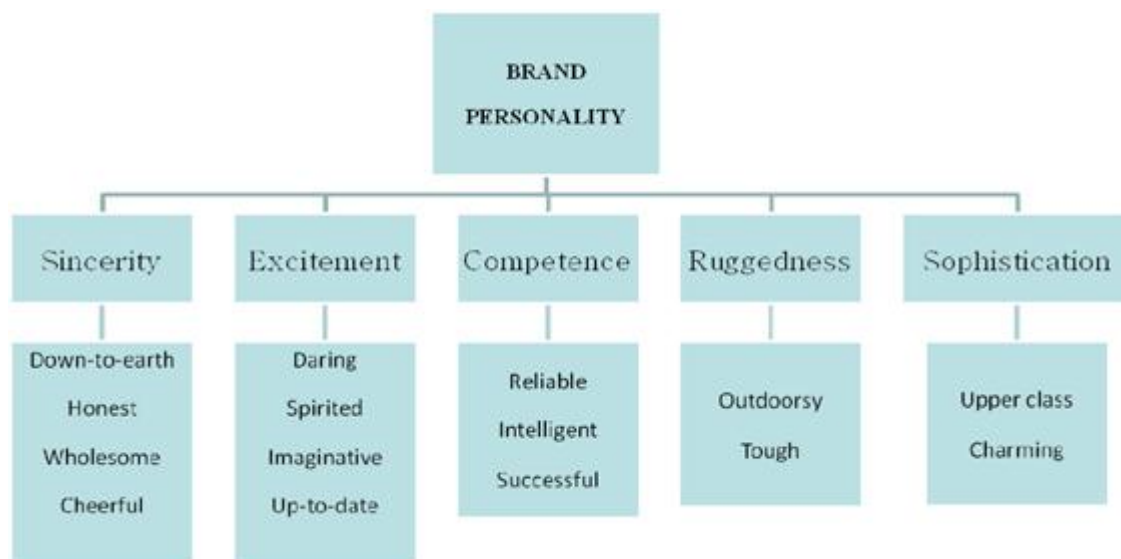 BRAND
PERSONALITY
Sincerity
Excitement
Competence
Ruggedness
Sophistication
Down-to-earth
Honest
Wholesome
Cheerful
Daring
Spirited
Imaginative
Up-to-date
Reliable
Intelligent
Successful
Outdoorsy
Tough
Upper class
Charming